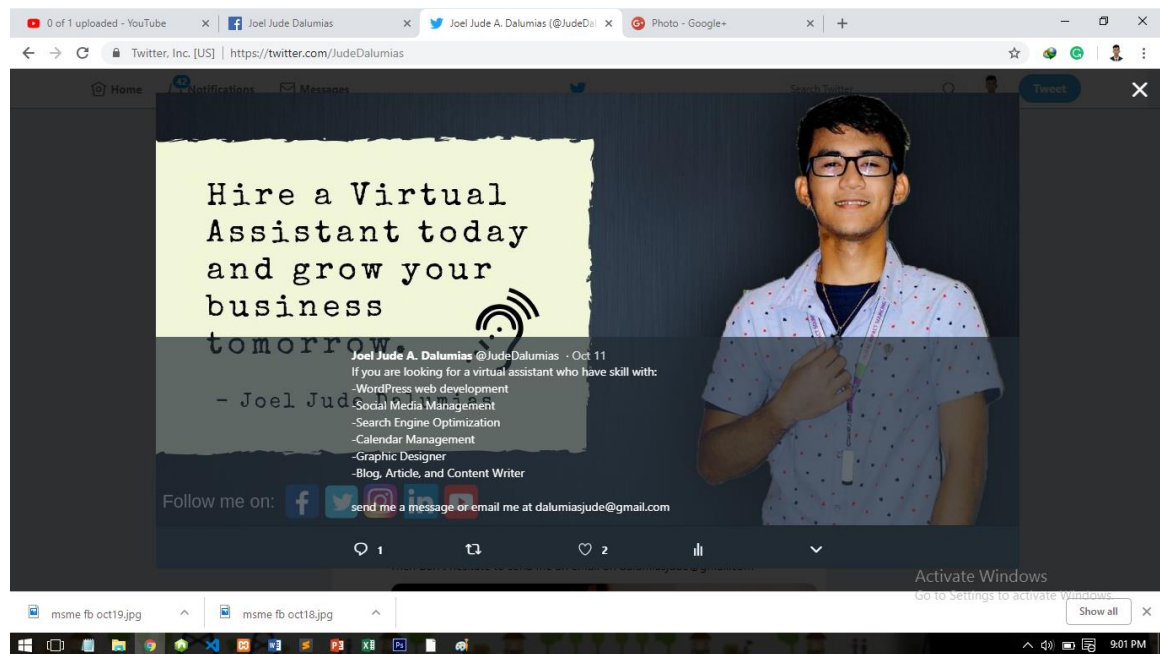 0 of 1 uploaded - YouTube
Joel Jude Dalumias
Joel Jude A. Dalumias (@JudeDal
Photo - Google+
Twitter, Inc. [US] | https://twitter.com/JudeDalumias
Home
42
Notifications
Messages
Search Twitter
Tweet
Hire a Virtual
Assistant today
and grow your
business
tomorrow.
- Joel Jude Dalumias
Joel Jude A. Dalumias @JudeDalumias · Oct 11
If you are looking for a virtual assistant who have skill with:
-WordPress web development
-Social Media Management
-Search Engine Optimization
-Calendar Management
-Graphic Designer
-Blog, Article, and Content Writer
send me a message or email me at dalumiasjude@gmail.com
Follow me on:
1
2
Activate Windows
Go to Settings to activate Windows.
msme fb oct19.jpg
msme fb oct18.jpg
Show all
9:01 PM